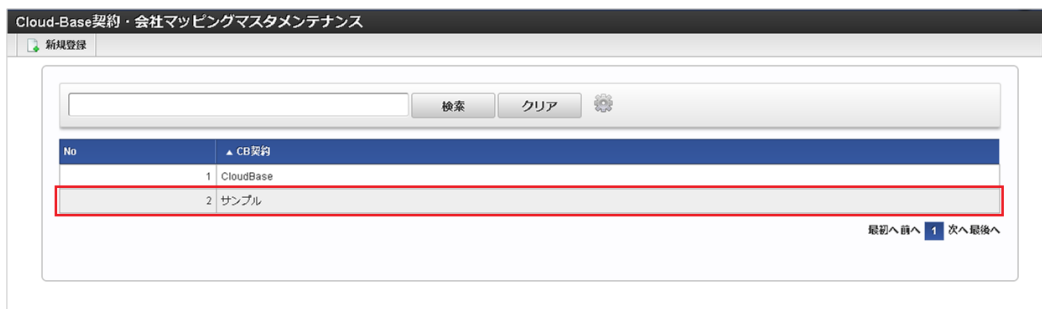 Cloud-Base契約・会社マッピングマスタメンテナンス
新規登録
検索 クリア
No ▲ CB契約
1 CloudBase
2 サンプル
最初へ 前へ 1 次へ 最後へ